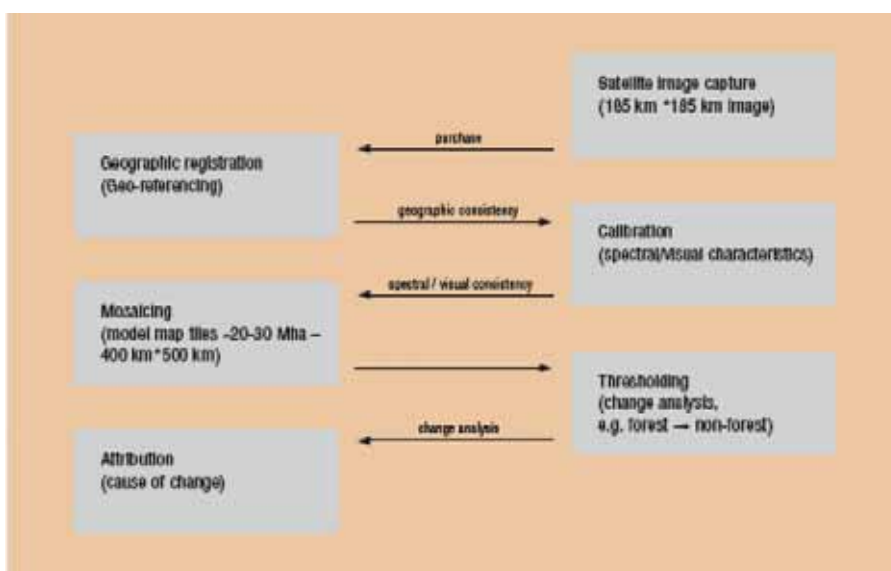 Satellite image capture
(185 km *185 km image)
purchase
Geographic registration
(Geo-referencing)
geographic consistency
Calibration
(spectral/visual characteristics)
spectral / visual consistency
Mosaicing
(model map tiles ~20-30 Mha –
400 km*500 km)
Thresholding
(change analysis,
e.g. forest → non-forest)
change analysis
Attribution
(cause of change)